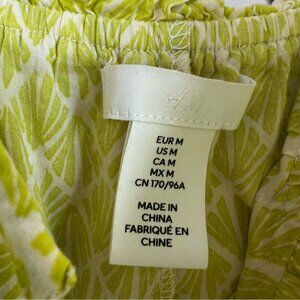 H&M
EUR M
US M
CA M
MX M
CN 170/96A
MADE IN
CHINA
FABRIQUÉ EN
CHINE